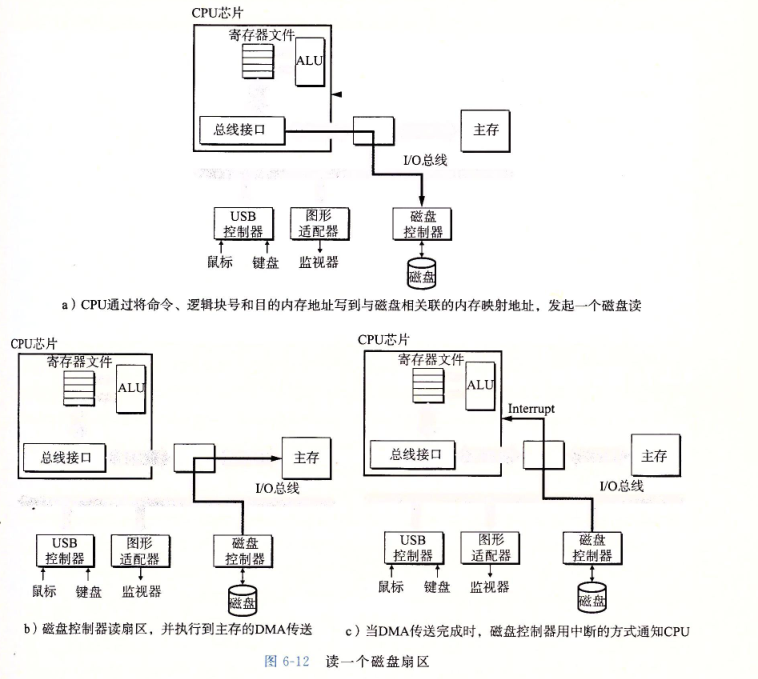 CPU芯片
寄存器文件
ALU
总线接口
主存
I/O总线
USB
控制器
图形
适配器
磁盘
控制器
鼠标
键盘
监视器
磁盘
a）CPU通过将命令、逻辑块号和目的内存地址写到与磁盘相关联的内存映射地址，发起一个磁盘读
CPU芯片
寄存器文件
ALU
总线接口
主存
I/O总线
USB
控制器
图形
适配器
磁盘
控制器
鼠标
键盘
监视器
磁盘
b）磁盘控制器读扇区，并执行到主存的DMA传送
CPU芯片
寄存器文件
ALU
Interrupt
总线接口
主存
I/O总线
USB
控制器
图形
适配器
磁盘
控制器
鼠标
键盘
监视器
磁盘
c）当DMA传送完成时，磁盘控制器用中断的方式通知CPU
图 6-12 读一个磁盘扇区